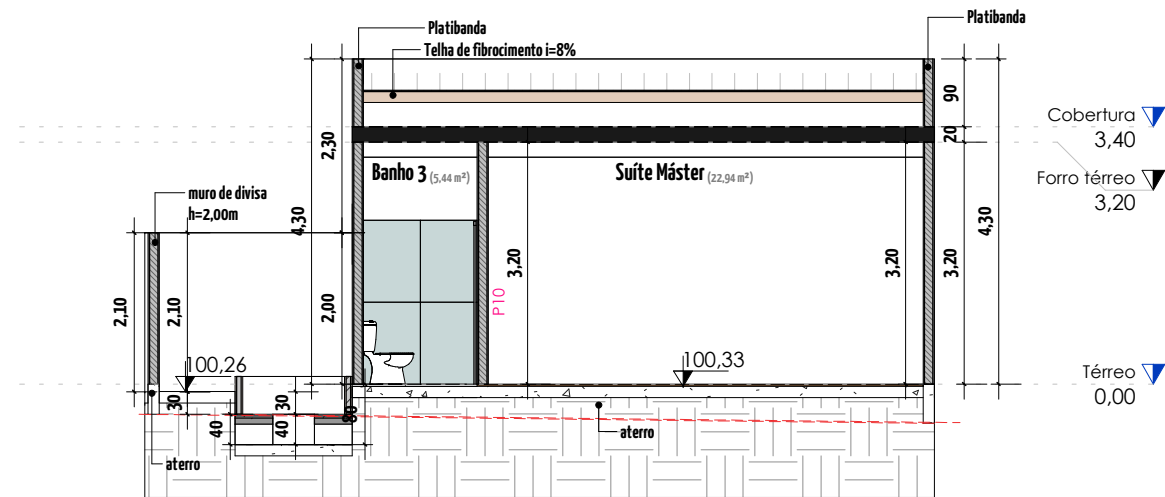 Platibanda
Platibanda
Telha de fibrocimento i=8%
90
Cobertura
3,40
20
2,30
Banho 3 (5,44 m²)
Suíte Máster (22,94 m²)
Forro térreo
3,20
muro de divisa
h=2,00m
4,30
4,30
3,20
3,20
3,20
P10
2,10
2,10
2,00
100,26
100,33
Térreo
0,00
30
30
80
40
40
aterro
aterro